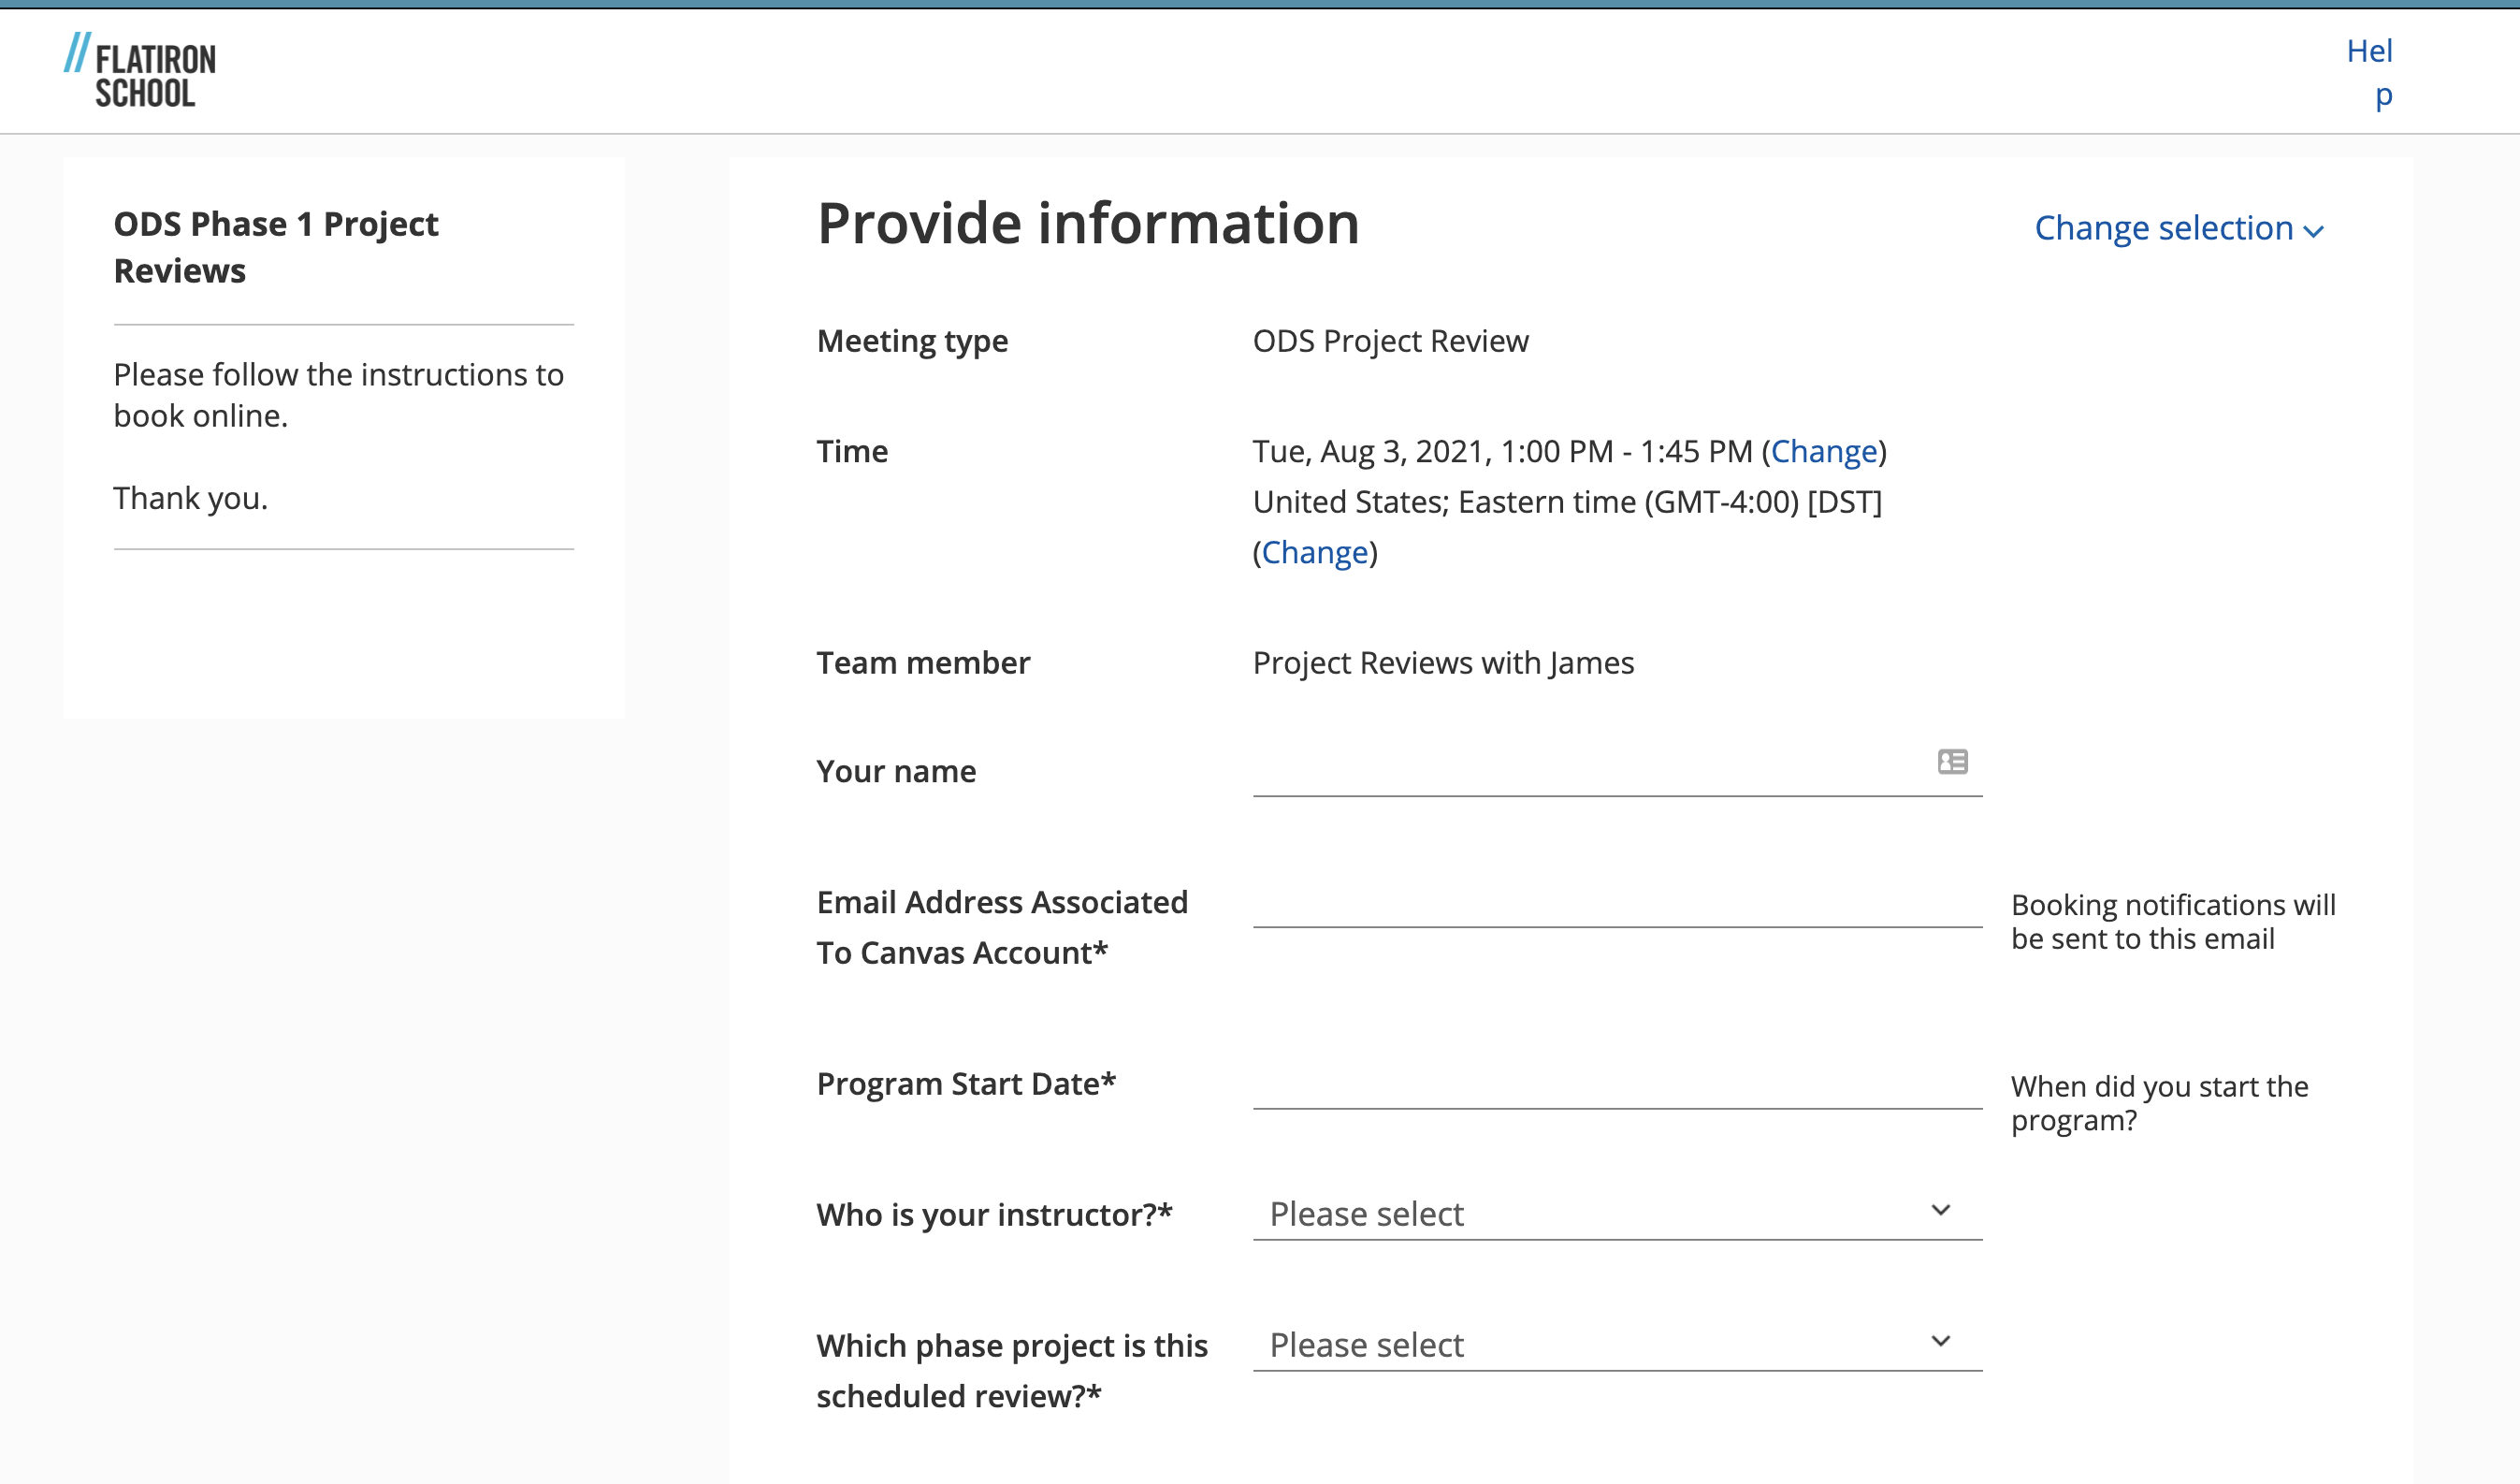 FLATIRON
SCHOOL
Hel
p
ODS Phase 1 Project
Reviews
Please follow the instructions to
book online.
Thank you.
Provide information
Change selection
Meeting type
ODS Project Review
Time
Tue, Aug 3, 2021, 1:00 PM - 1:45 PM (Change)
United States; Eastern time (GMT-4:00) [DST]
(Change)
Team member
Project Reviews with James
Your name
Email Address Associated
To Canvas Account*
Booking notifications will
be sent to this email
Program Start Date*
When did you start the
program?
Who is your instructor?*
Please select
Which phase project is this
scheduled review?*
Please select